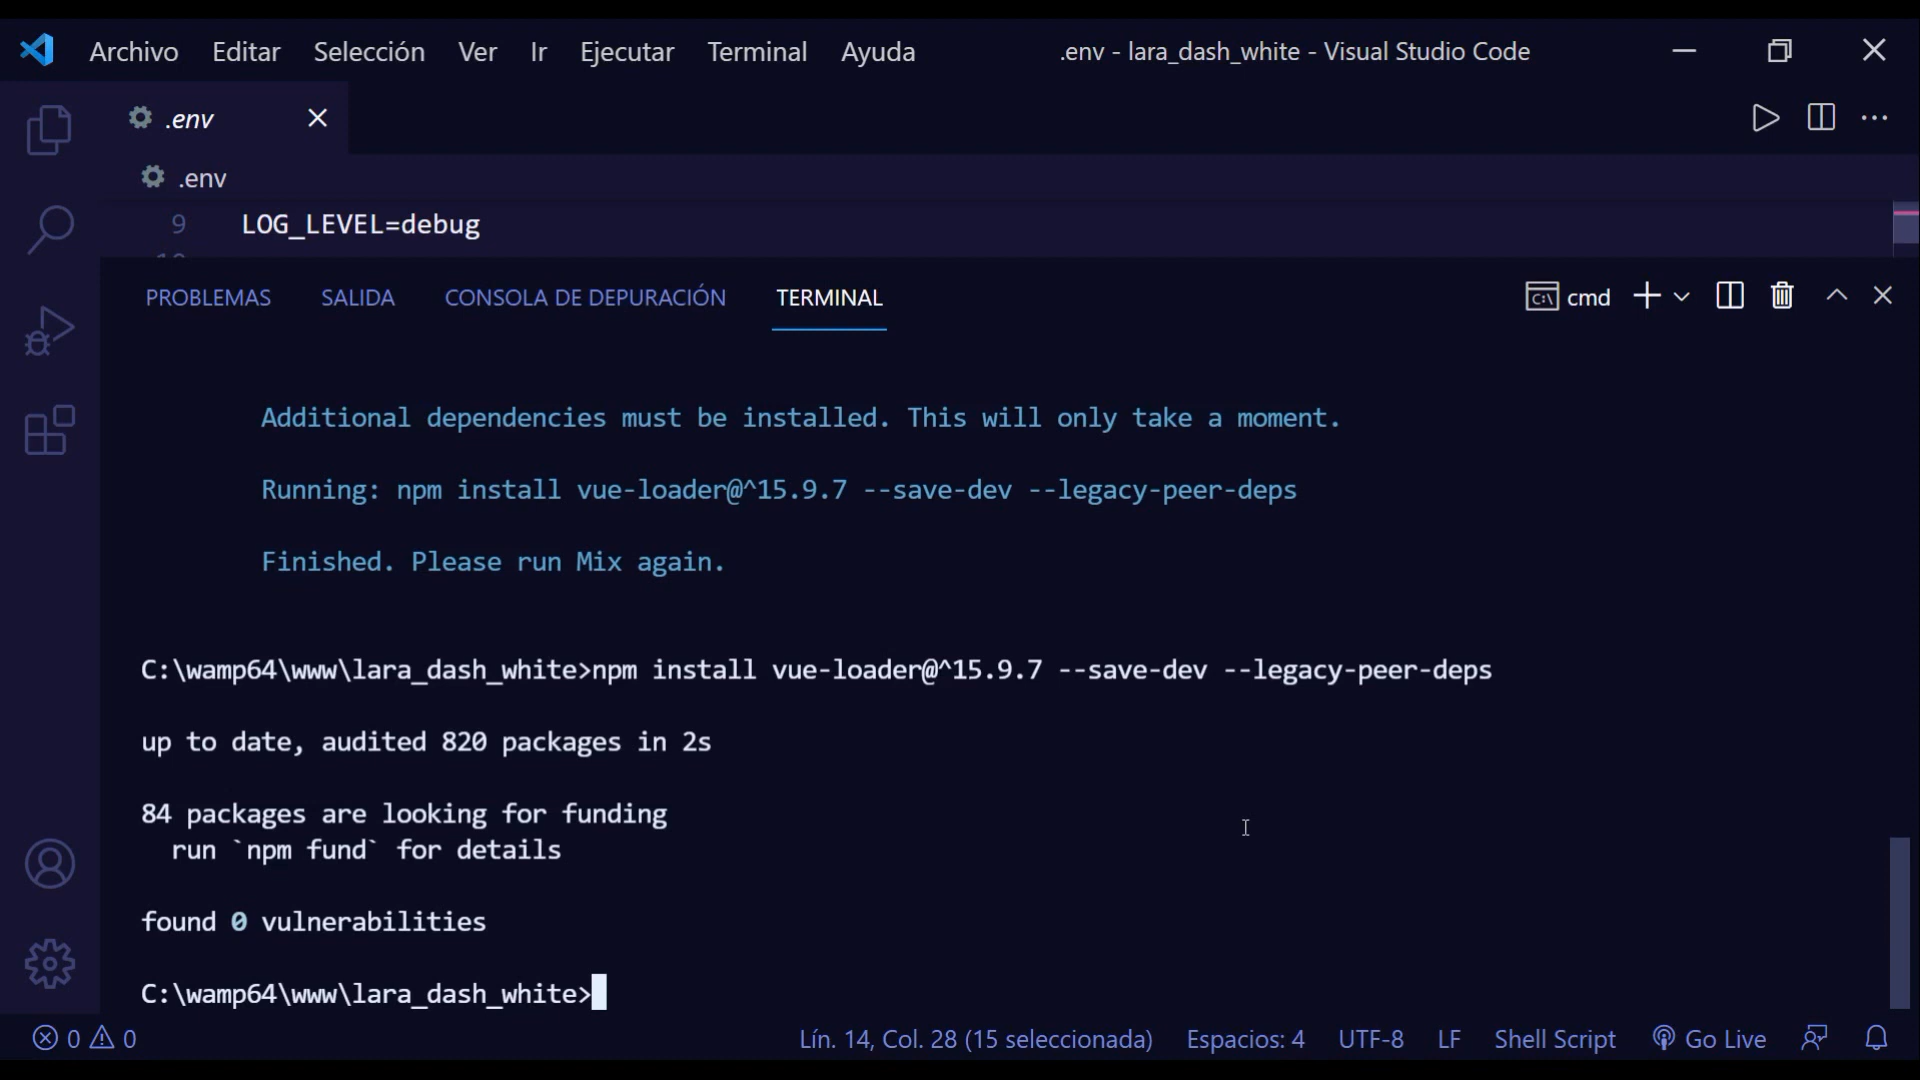 Archivo Editar Selección Ver Ir Ejecutar Terminal Ayuda .env - lara_dash_white - Visual Studio Code
.env
.env
9 LOG_LEVEL=debug
PROBLEMAS SALIDA CONSOLA DE DEPURACIÓN TERMINAL cmd
Additional dependencies must be installed. This will only take a moment.
Running: npm install vue-loader@^15.9.7 --save-dev --legacy-peer-deps
Finished. Please run Mix again.
C:\wamp64\www\lara_dash_white>npm install vue-loader@^15.9.7 --save-dev --legacy-peer-deps
up to date, audited 820 packages in 2s
84 packages are looking for funding
run `npm fund` for details
found 0 vulnerabilities
C:\wamp64\www\lara_dash_white>
0 0 Lín. 14, Col. 28 (15 seleccionada) Espacios: 4 UTF-8 LF Shell Script Go Live